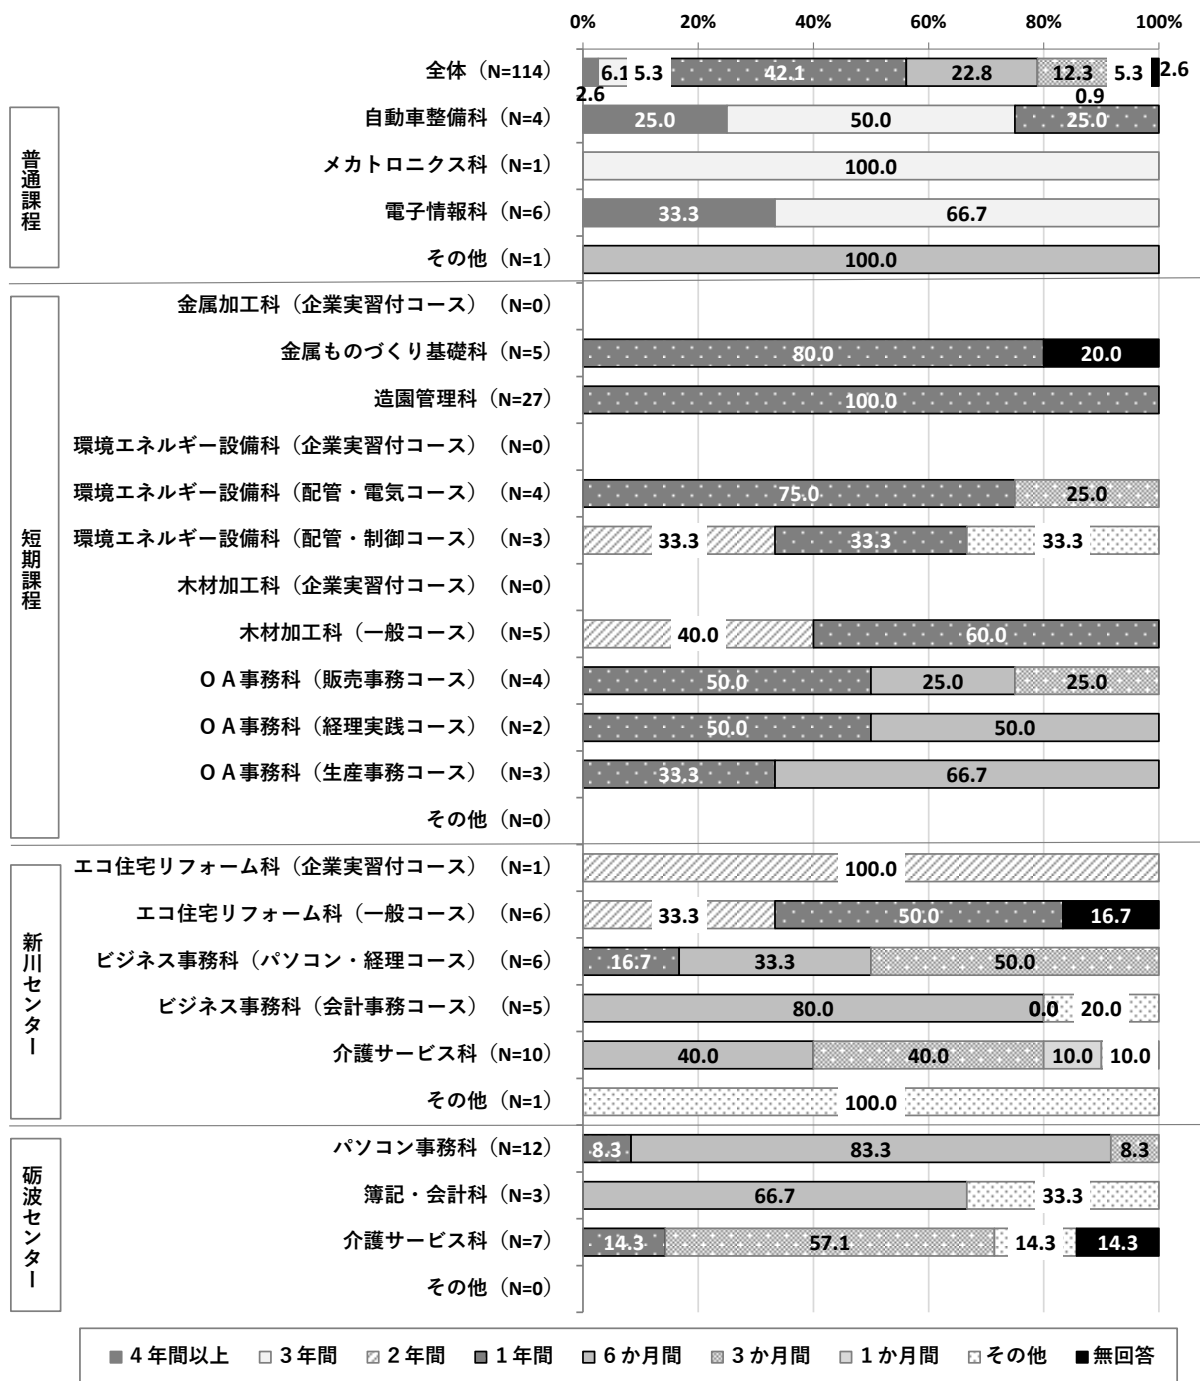 0% 20% 40% 60% 80% 100%
全体（N=114） 6.1 5.3 42.1 22.8 12.3 5.3 2.6
2.6 0.9
普通課程
自動車整備科（N=4） 25.0 50.0 25.0
メカトロニクス科（N=1） 100.0
電子情報科（N=6） 33.3 66.7
その他（N=1） 100.0
短期課程
金属加工科（企業実習付コース）（N=0）
金属ものづくり基礎科（N=5） 80.0 20.0
造園管理科（N=27） 100.0
環境エネルギー設備科（企業実習付コース）（N=0）
環境エネルギー設備科（配管・電気コース）（N=4） 75.0 25.0
環境エネルギー設備科（配管・制御コース）（N=3） 33.3 33.3 33.3
木材加工科（企業実習付コース）（N=0）
木材加工科（一般コース）（N=5） 40.0 60.0
ＯＡ事務科（販売事務コース）（N=4） 50.0 25.0 25.0
ＯＡ事務科（経理実践コース）（N=2） 50.0 50.0
ＯＡ事務科（生産事務コース）（N=3） 33.3 66.7
その他（N=0）
新川センター
エコ住宅リフォーム科（企業実習付コース）（N=1） 100.0
エコ住宅リフォーム科（一般コース）（N=6） 33.3 50.0 16.7
ビジネス事務科（パソコン・経理コース）（N=6） 16.7 33.3 50.0
ビジネス事務科（会計事務コース）（N=5） 80.0 0.0 20.0
介護サービス科（N=10） 40.0 40.0 10.0 10.0
その他（N=1） 100.0
砺波センター
パソコン事務科（N=12） 8.3 83.3 8.3
簿記・会計科（N=3） 66.7 33.3
介護サービス科（N=7） 14.3 57.1 14.3 14.3
その他（N=0）
４年間以上 ３年間 ２年間 １年間 ６か月間 ３か月間 １か月間 その他 無回答